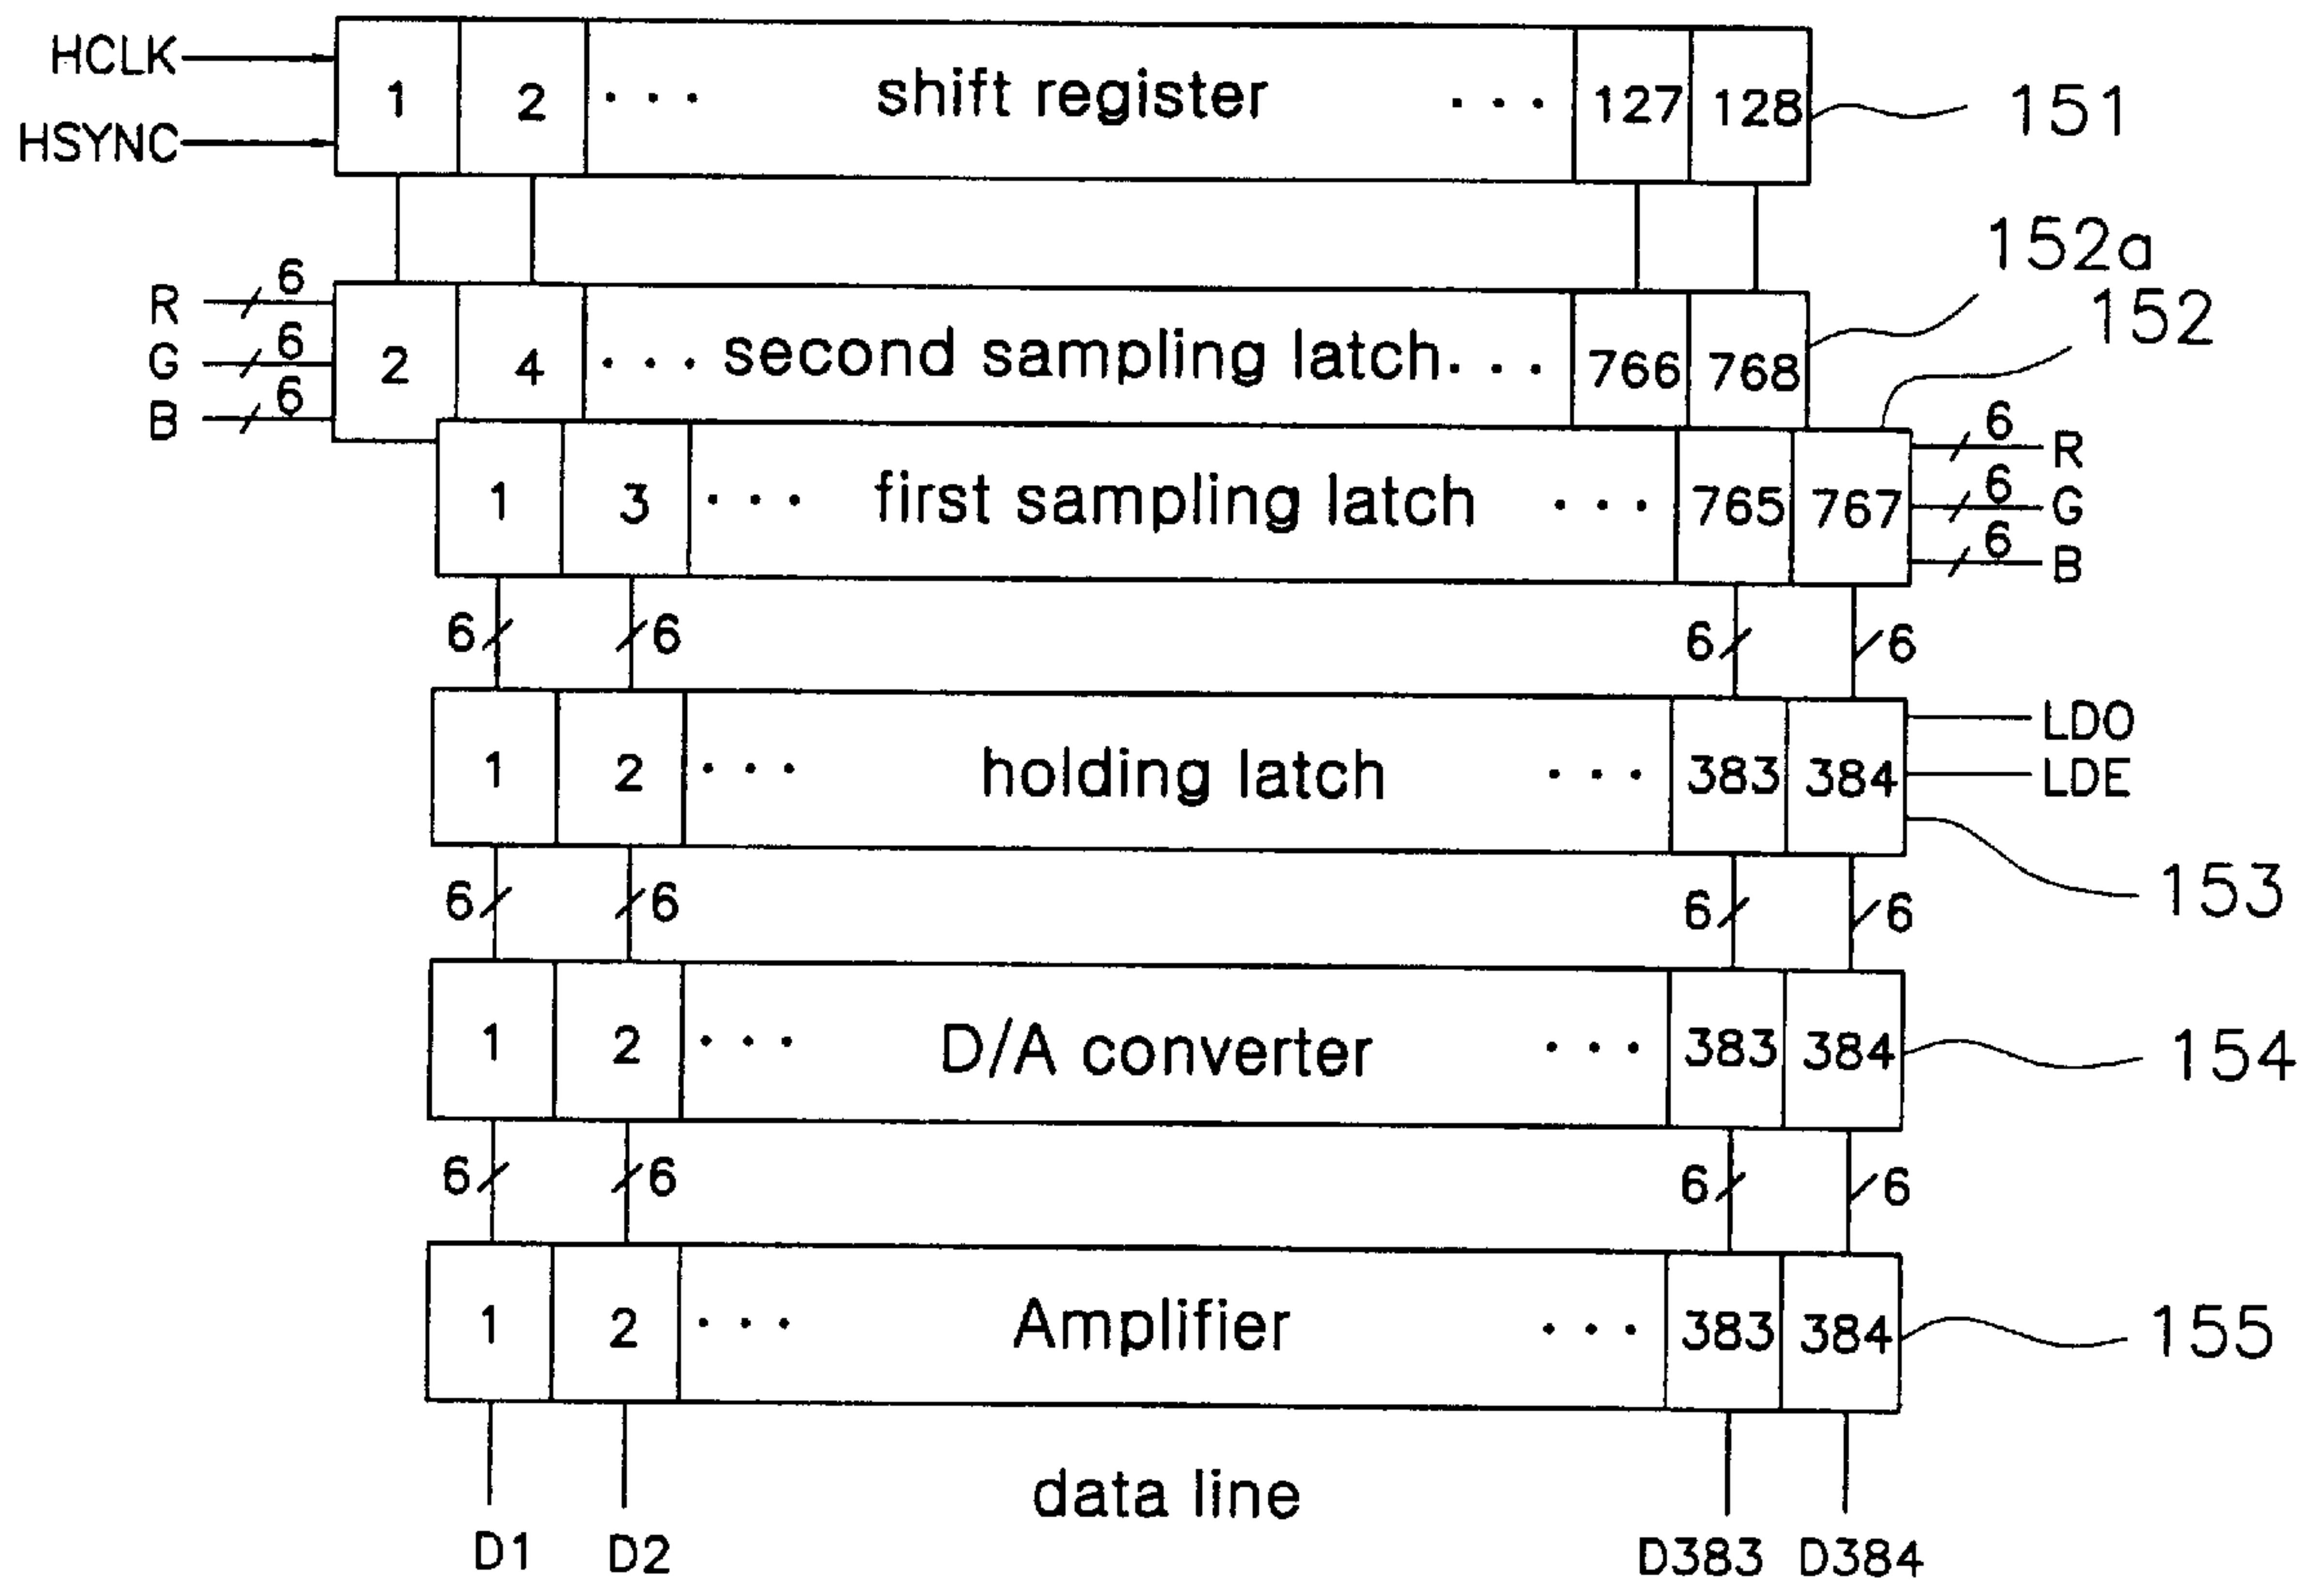 HCLK
HSYNC
1 2 ... shift register ... 127 128
151
152a
152
R 6
G 6
B 6
2 4 ... second sampling latch ... 766 768
1 3 ... first sampling latch ... 765 767
6 R
6 G
6 B
6 6 6 6
1 2 ... holding latch ... 383 384
LDO
LDE
153
6 6 6 6
1 2 ... D/A converter ... 383 384
154
6 6 6 6
1 2 ... Amplifier ... 383 384
155
data line
D1 D2 D383 D384